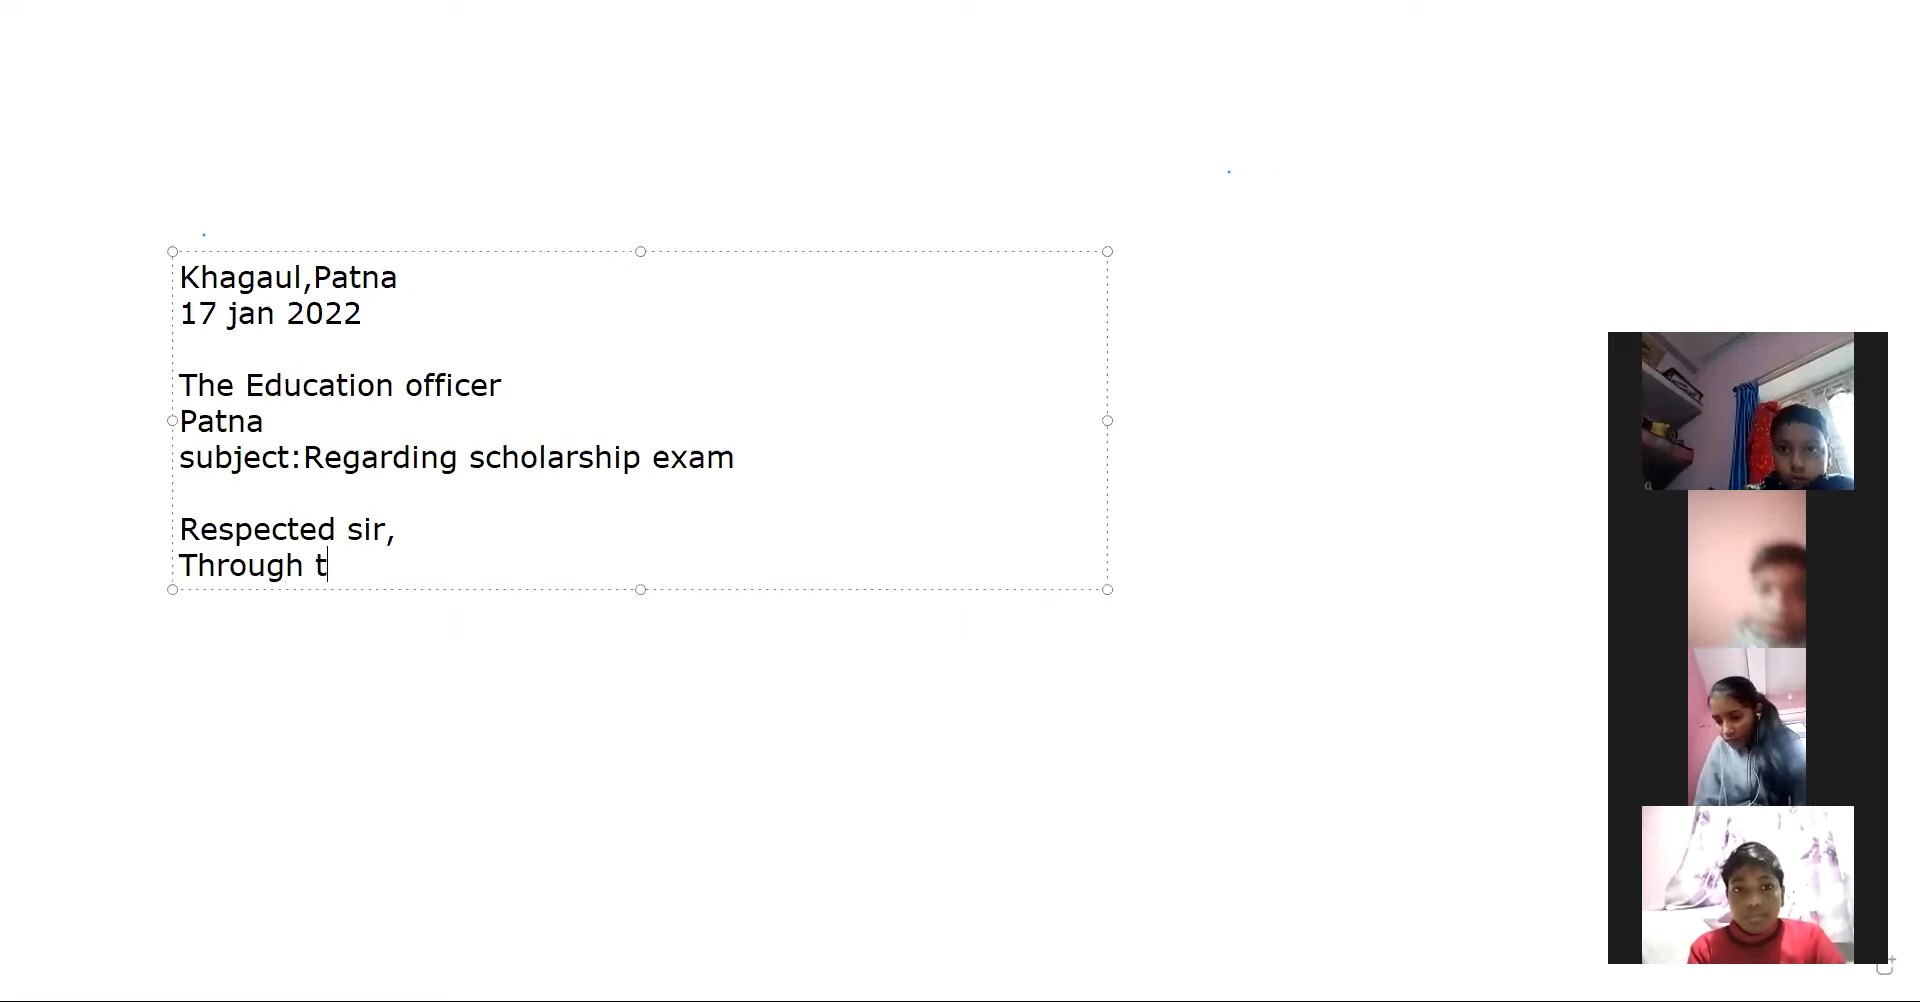 Khagaul,Patna
17 jan 2022
The Education officer
Patna
subject:Regarding scholarship exam
Respected sir,
Through t